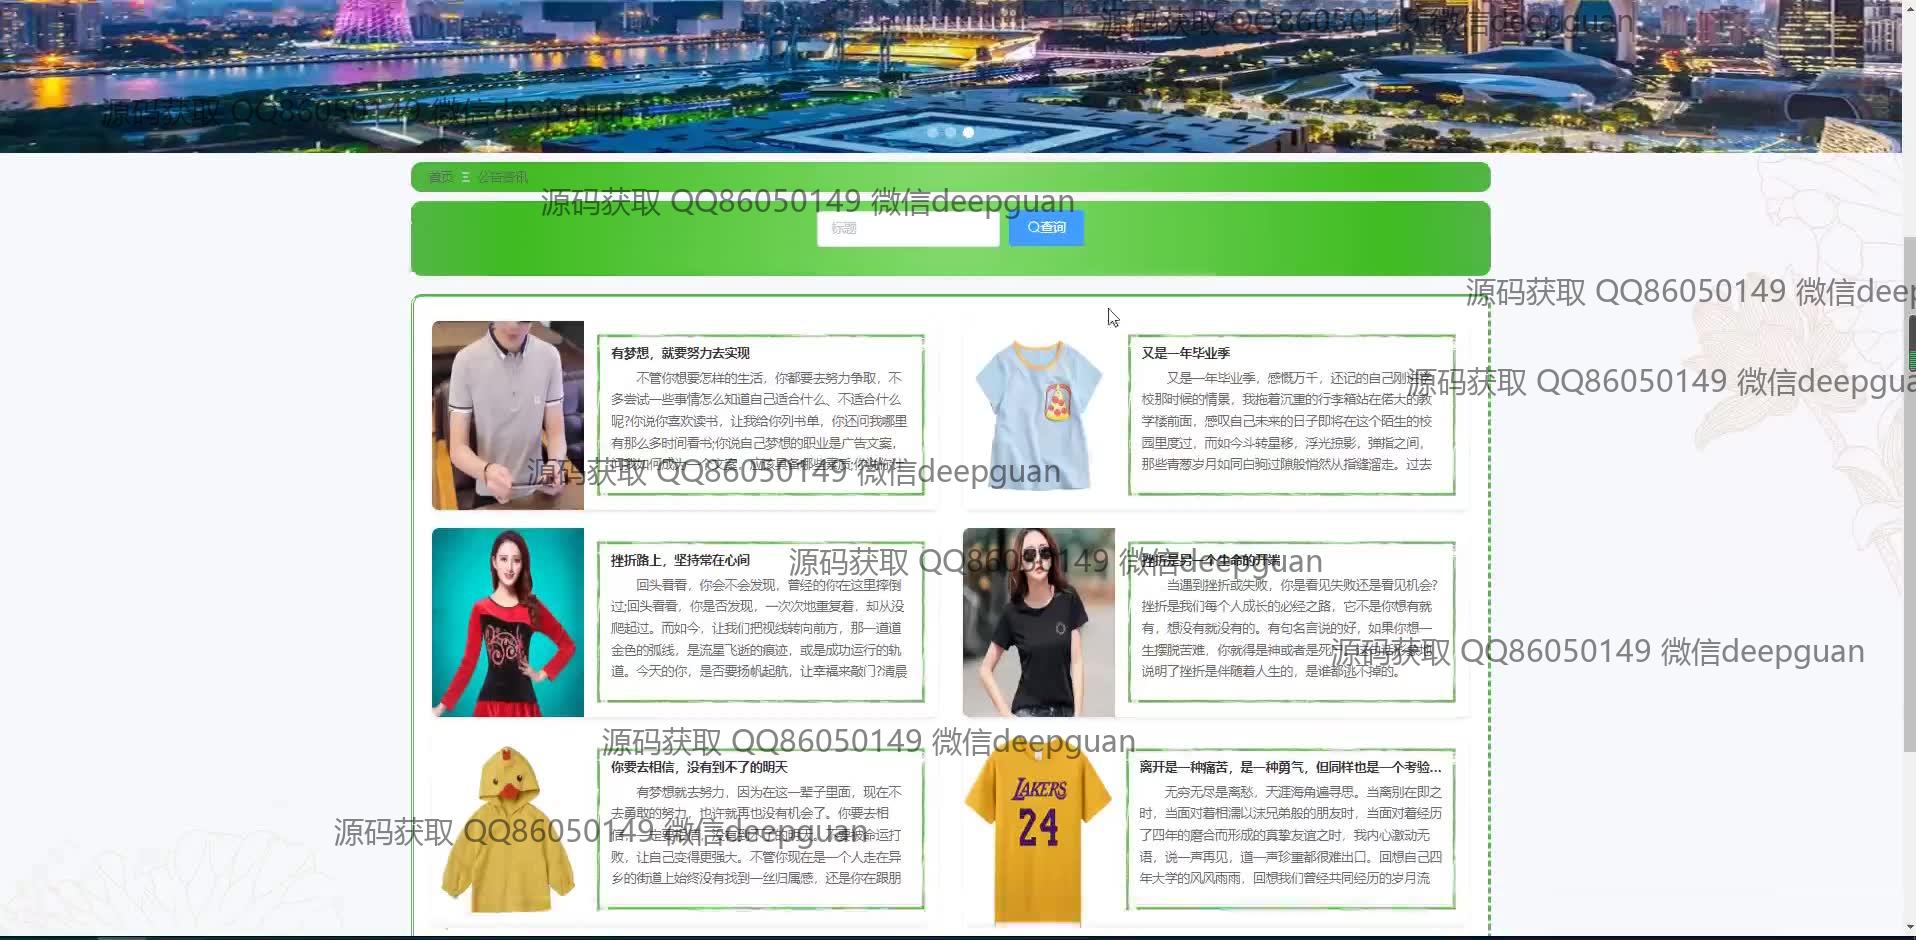 源码获取 QQ86050149 微信deepguan
源码获取 QQ86050149 微信deepguan
首页 公告资讯
源码获取 QQ86050149 微信deepguan
标题
查询
源码获取 QQ86050149 微信deep
源码获取 QQ86050149 微信deepgua
有梦想，就要努力去实现
不管你想要怎样的生活，你都要去努力争取，不
多尝试一些事情怎么知道自己适合什么、不适合什么
呢?你说你喜欢读书，让我给你列书单，你还问我哪里
有那么多时间看书;你说自己梦想的职业是广告文案，
问我如何成为一个文案，应该具备哪些
源码获取 QQ86050149 微信deepguan
又是一年毕业季
又是一年毕业季，感慨万千，还记的自己刚进
校那时候的情景，我拖着沉重的行李箱站在偌大的教
学楼前面，感叹自己未来的日子即将在这个陌生的校
园里度过，而如今斗转星移，浮光掠影，弹指之间，
那些青葱岁月如同白驹过隙般悄然从指缝溜走。过去
挫折路上，坚持常在心间
回头看看，你会不会发现，曾经的你在这里摔倒
过;回头看看，你是否发现，一次次地重复着，却从没
爬起过。而如今，让我们把视线转向前方，那一道道
金色的弧线，是流星飞逝的痕迹，或是成功运行的轨
道。今天的你，是否要扬帆起航，让幸福来敲门?清晨
源码获取 QQ86050149 微信deepguan
挫折是另一个生命的开端
当遇到挫折或失败，你是看见失败还是看见机会?
挫折是我们每个人成长的必经之路，它不是你想有就
有，想没有就没有的。有句名言说的好，如果你想一
生摆脱苦难，你就得是神或者是死
说明了挫折是伴随着人生的，是谁都逃不掉的。
源码获取 QQ86050149 微信deepguan
源码获取 QQ86050149 微信deepguan
你要去相信，没有到不了的明天
有梦想就去努力，因为在这一辈子里面，现在不
去勇敢的努力，也许就再也没有机会了。你要去相
败，让自己变得更强大。不管你现在是一个人走在异
乡的街道上始终没有找到一丝归属感，还是你在跟朋
源码获取 QQ86050149 微信deepguan
LAKERS
24
离开是一种痛苦，是一种勇气，但同样也是一个考验...
无穷无尽是离愁，天涯海角遍寻思。当离别在即之
时，当面对着相濡以沫兄弟般的朋友时，当面对着经历
了四年的磨合而形成的真挚友谊之时，我内心激动无
语，说一声再见，道一声珍重都很难出口。回想自己四
年大学的风风雨雨，回想我们曾经共同经历的岁月流